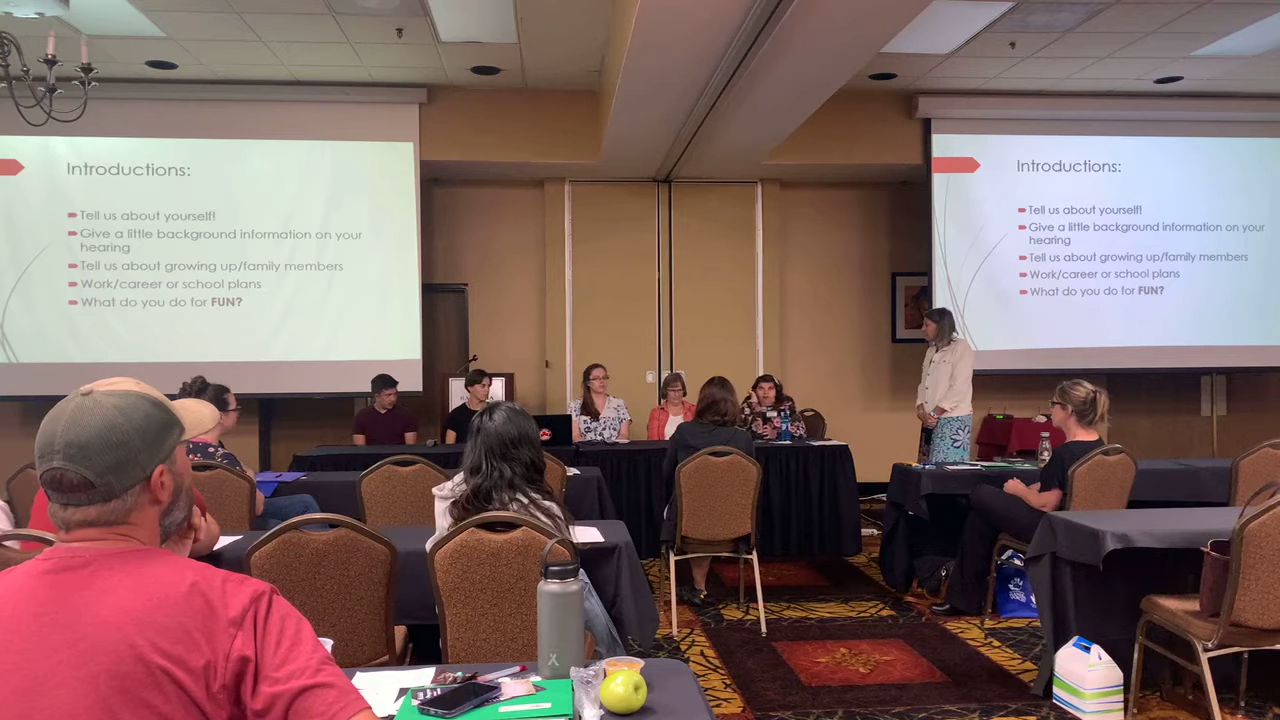 Introductions:
Tell us about yourself!
Give a little background information on your
hearing
Tell us about growing up/family members
Work/career or school plans
What do you do for FUN?
Introductions:
Tell us about yourself!
Give a little background information on your
hearing
Tell us about growing up/family members
Work/career or school plans
What do you do for FUN?